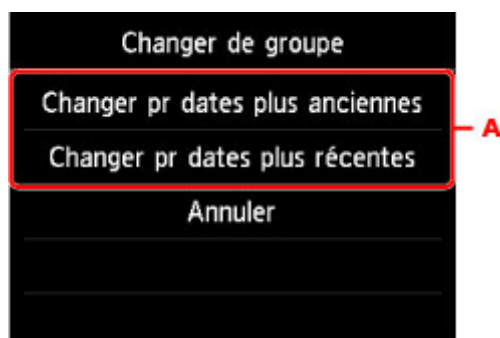 Changer de groupe
Changer pr dates plus anciennes
A
Changer pr dates plus récentes
Annuler